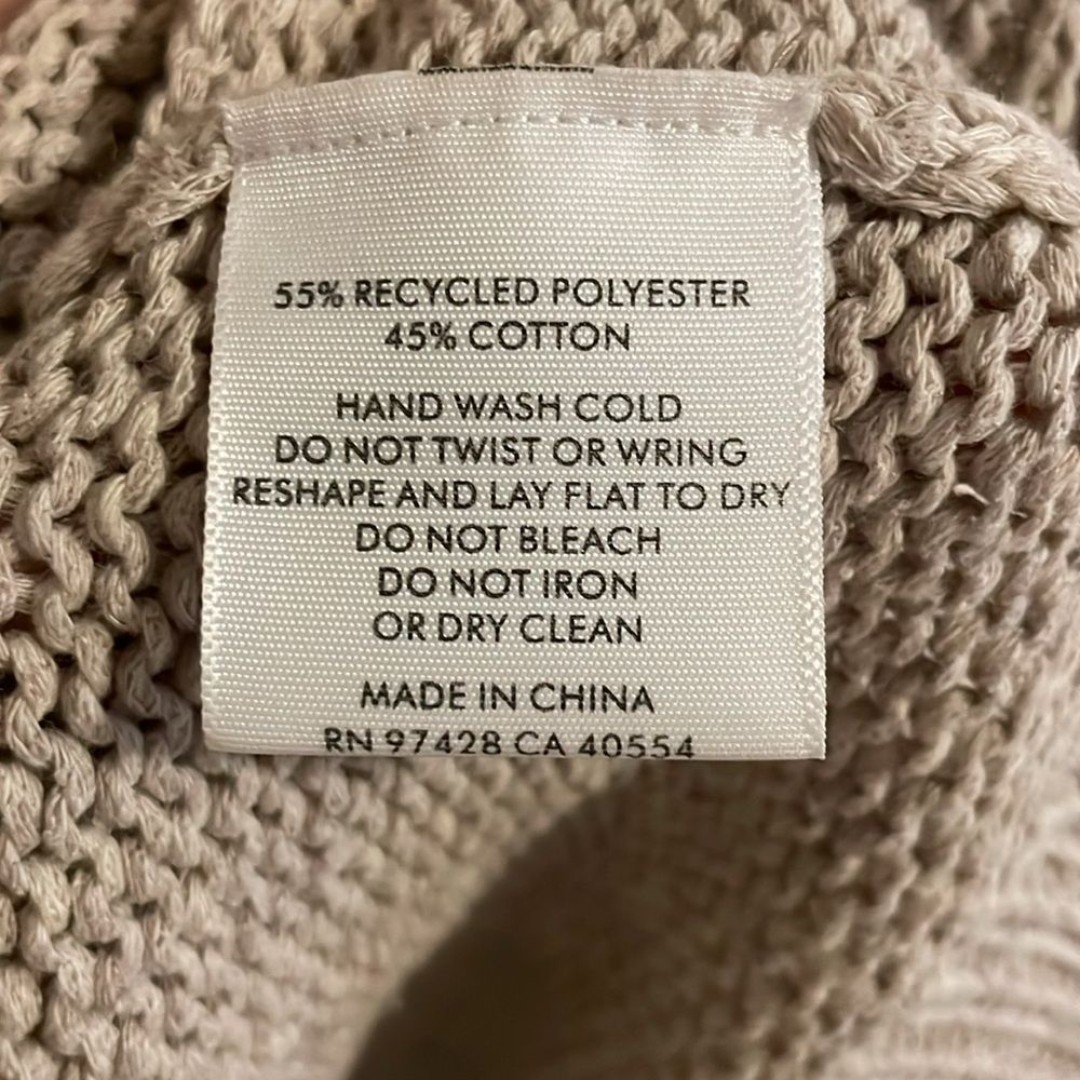 55% RECYCLED POLYESTER
45% COTTON
HAND WASH COLD
DO NOT TWIST OR WRING
RESHAPE AND LAY FLAT TO DRY
DO NOT BLEACH
DO NOT IRON
OR DRY CLEAN
MADE IN CHINA
RN 97428 CA 40554